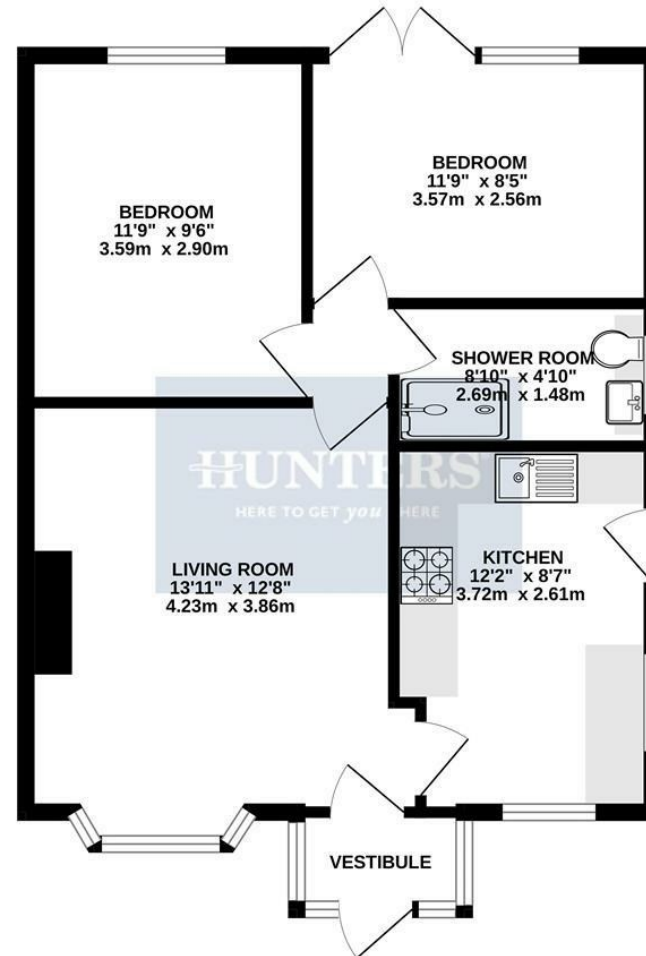 BEDROOM
11'9" x 9'6"
3.59m x 2.90m
BEDROOM
11'9" x 8'5"
3.57m x 2.56m
SHOWER ROOM
8'10" x 4'10"
2.69m x 1.48m
HUNTERS
HERE TO GET you THERE
LIVING ROOM
13'11" x 12'8"
4.23m x 3.86m
KITCHEN
12'2" x 8'7"
3.72m x 2.61m
VESTIBULE